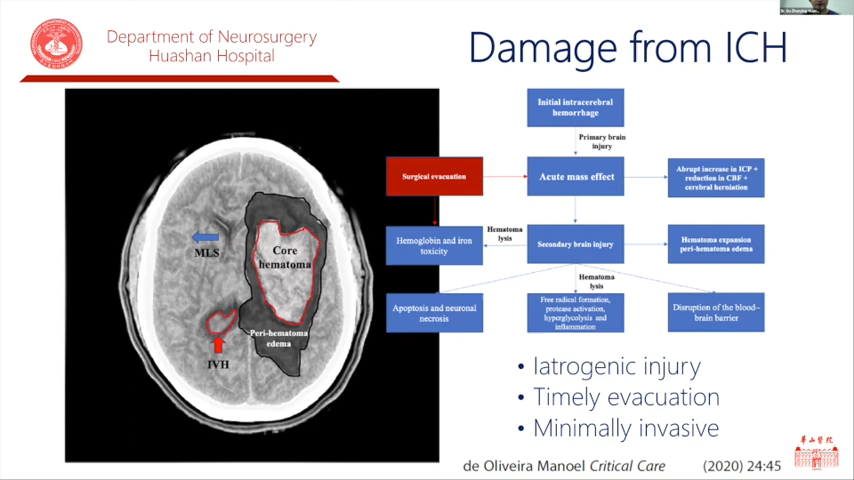 Department of Neurosurgery
Huashan Hospital
Damage from ICH
MLS
Core
hematoma
Peri-hematoma
edema
IVH
Initial intracerebral
hemorrhage
Primary brain
injury
Surgical evacuation
Acute mass effect
Abrupt increase in ICP +
reduction in CBF +
cerebral herniation
Hemoglobin and iron
toxicity
Hematoma
lysis
Secondary brain injury
Hematoma expansion
peri-hematoma edema
Hematoma
lysis
Apoptosis and neuronal
necrosis
Free radical formation,
protease activation,
hyperglycolysis and
inflammation
Disruption of the blood–
brain barrier
• Iatrogenic injury
• Timely evacuation
• Minimally invasive
de Oliveira Manoel Critical Care (2020) 24:45
華山醫院